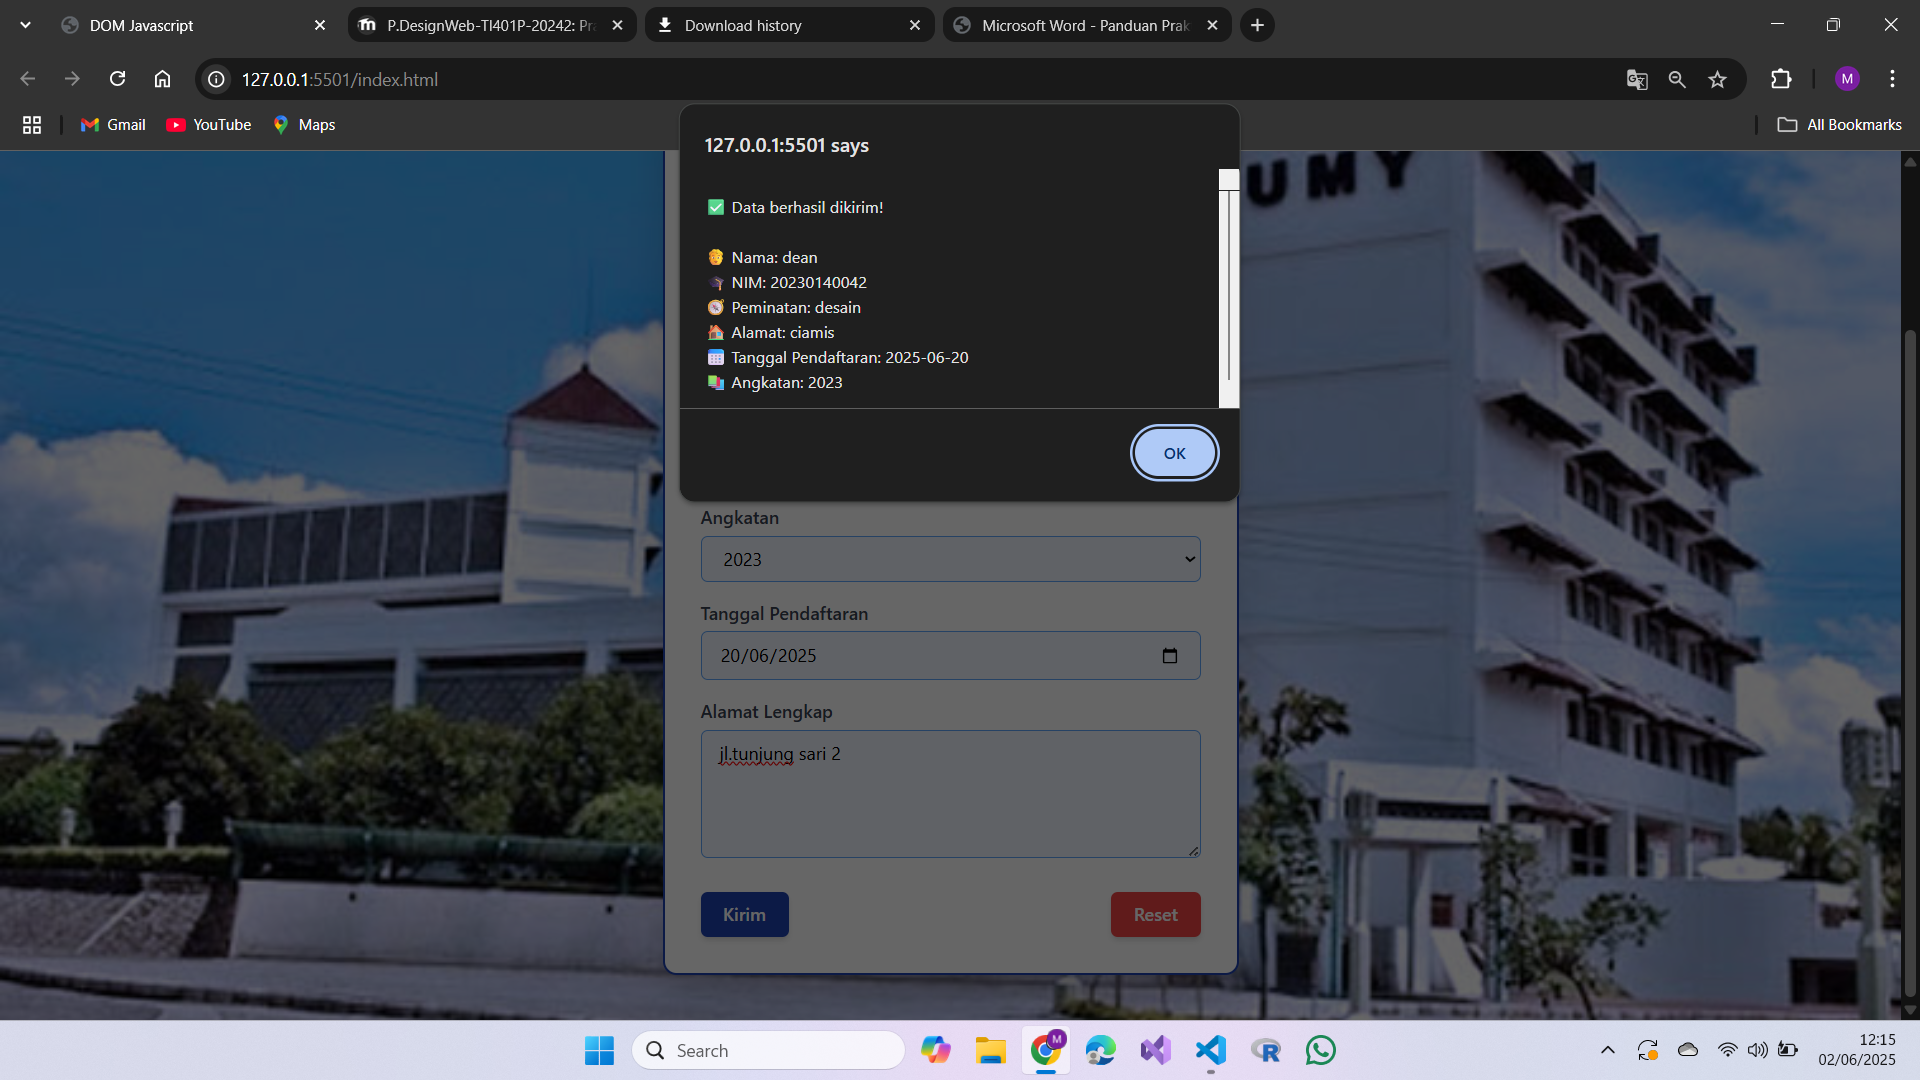 DOM Javascript
P.DesignWeb-TI401P-20242: Pra
Download history
Microsoft Word - Panduan Prak
127.0.0.1:5501/index.html
M
Gmail
YouTube
Maps
All Bookmarks
127.0.0.1:5501 says
✅ Data berhasil dikirim!
Nama: dean
🎓 NIM: 20230140042
🧭 Peminatan: desain
🏠 Alamat: ciamis
📅 Tanggal Pendaftaran: 2025-06-20
📚 Angkatan: 2023
OK
UMY
Angkatan
2023
Tanggal Pendaftaran
20/06/2025
Alamat Lengkap
jl.tunjung sari 2
Kirim
Reset
Search
M
12:15
02/06/2025